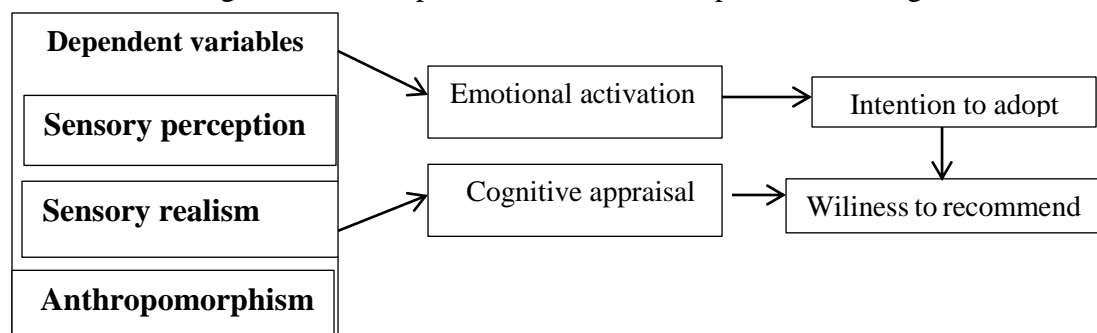 Dependent variables
Sensory perception
Sensory realism
Anthropomorphism
Emotional activation
Cognitive appraisal
Intention to adopt
Wiliness to recommend